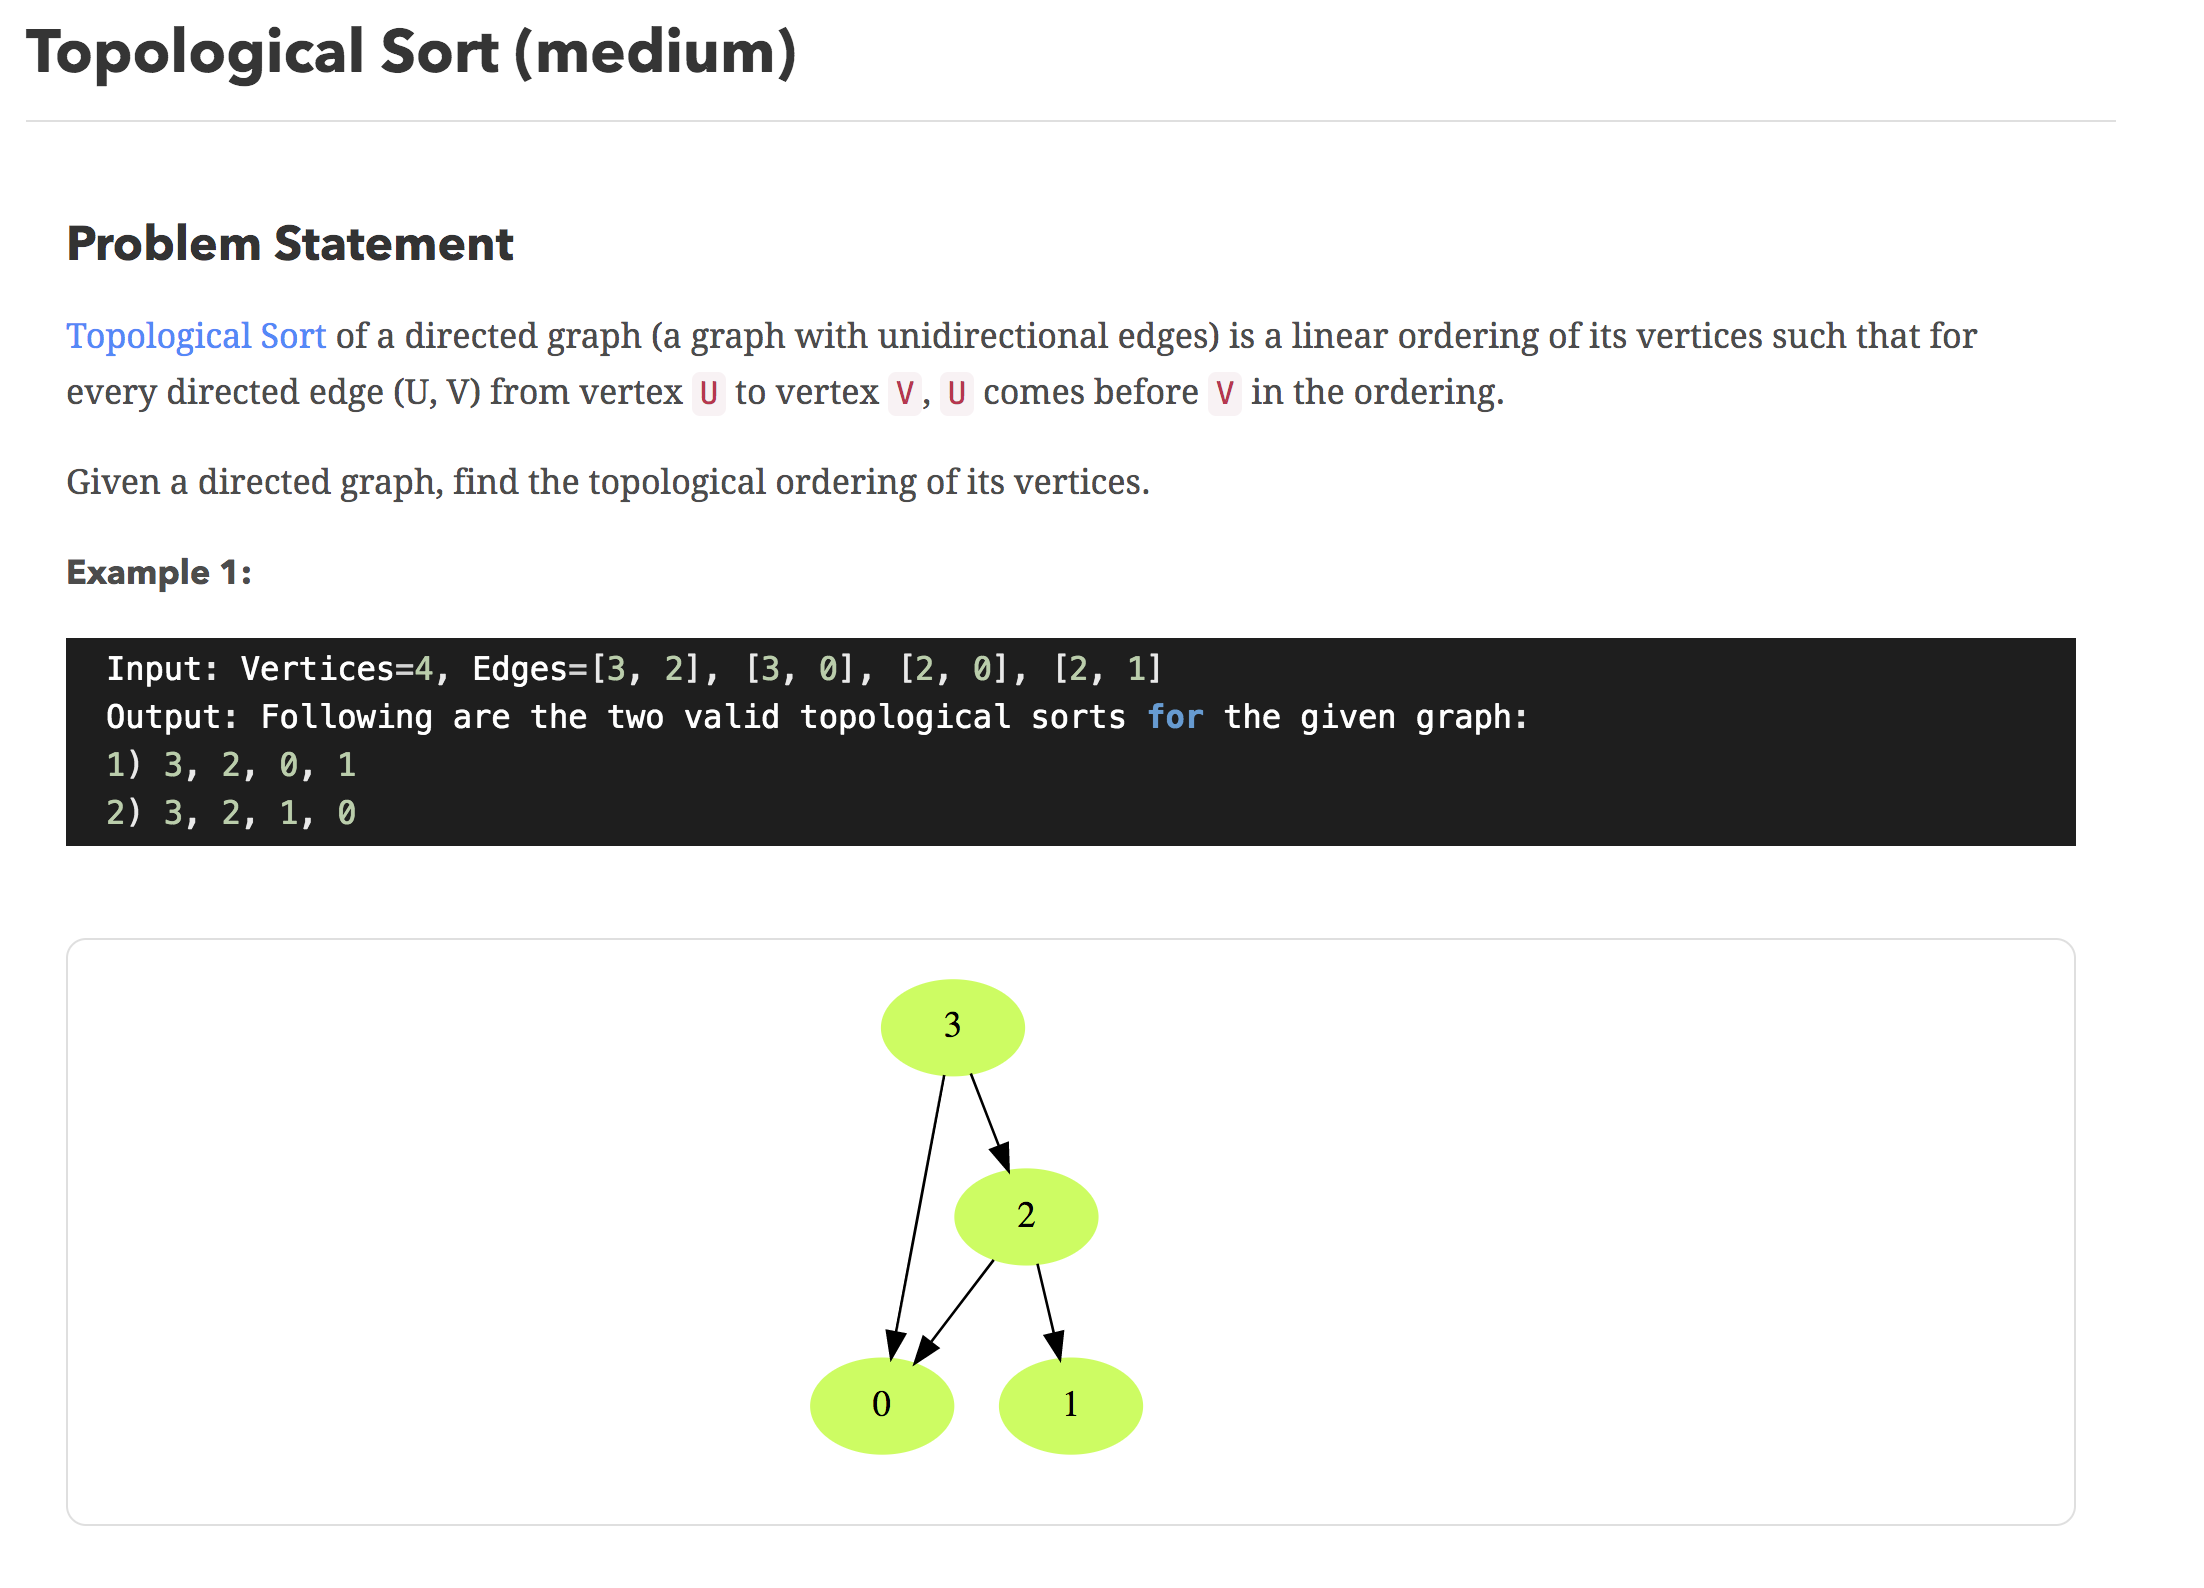 Topological Sort (medium)
Problem Statement
Topological Sort of a directed graph (a graph with unidirectional edges) is a linear ordering of its vertices such that for
every directed edge (U, V) from vertex U to vertex V, U comes before V in the ordering.
Given a directed graph, find the topological ordering of its vertices.
Example 1:
Input: Vertices=4, Edges=[3, 2], [3, 0], [2, 0], [2, 1]
Output: Following are the two valid topological sorts for the given graph:
1) 3, 2, 0, 1
2) 3, 2, 1, 0
3
2
0
1